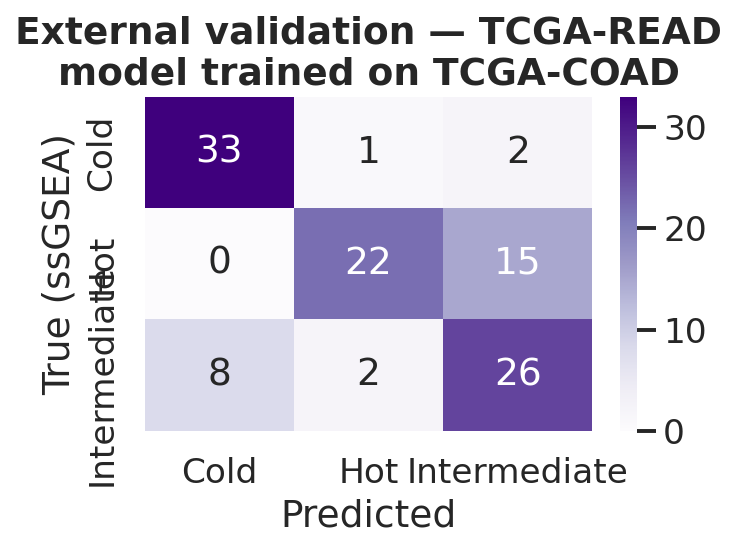 External validation — TCGA-READ
model trained on TCGA-COAD
True (ssGSEA)
Cold
Hot
Intermediate
33 1 2
0 22 15
8 2 26
30
20
10
0
Cold Hot Intermediate
Predicted